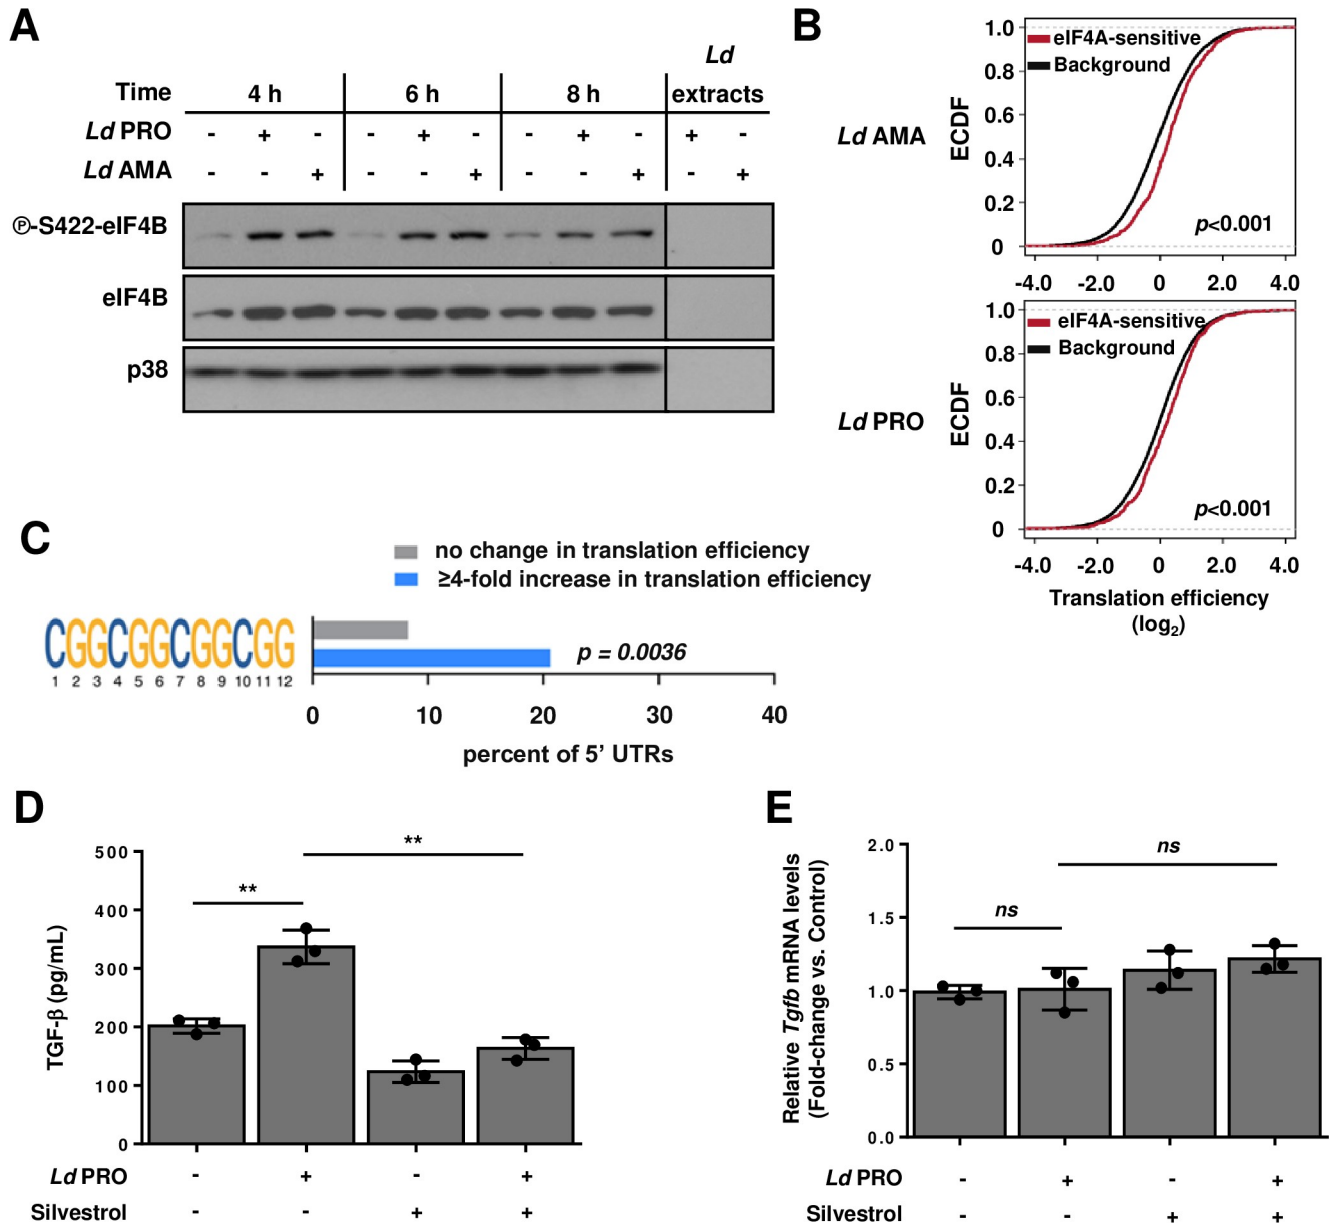 A
Ld
Time 4 h 6 h 8 h extracts
Ld PRO - + - - + - - + - + -
Ld AMA - - + - - + - - + - +
Ⓟ-S422-eIF4B
eIF4B
p38
B
Ld AMA
ECDF
1.0
0.8
0.6
0.4
0.2
0
eIF4A-sensitive
Background
p<0.001
-4.0 -2.0 0 2.0 4.0
Ld PRO
ECDF
1.0
0.8
0.6
0.4
0.2
0
eIF4A-sensitive
Background
p<0.001
-4.0 -2.0 0 2.0 4.0
Translation efficiency
(log2)
C
no change in translation efficiency
≥4-fold increase in translation efficiency
CGGCGGCGGCGG
1 2 3 4 5 6 7 8 9 10 11 12
p = 0.0036
0 10 20 30 40
percent of 5’ UTRs
D
TGF-β (pg/mL)
500
400
300
200
100
0
**
**
Ld PRO - + - +
Silvestrol - - + +
E
Relative Tgfb mRNA levels
(Fold-change vs. Control)
2.0
1.5
1.0
0.5
0.0
ns
ns
Ld PRO - + - +
Silvestrol - - + +